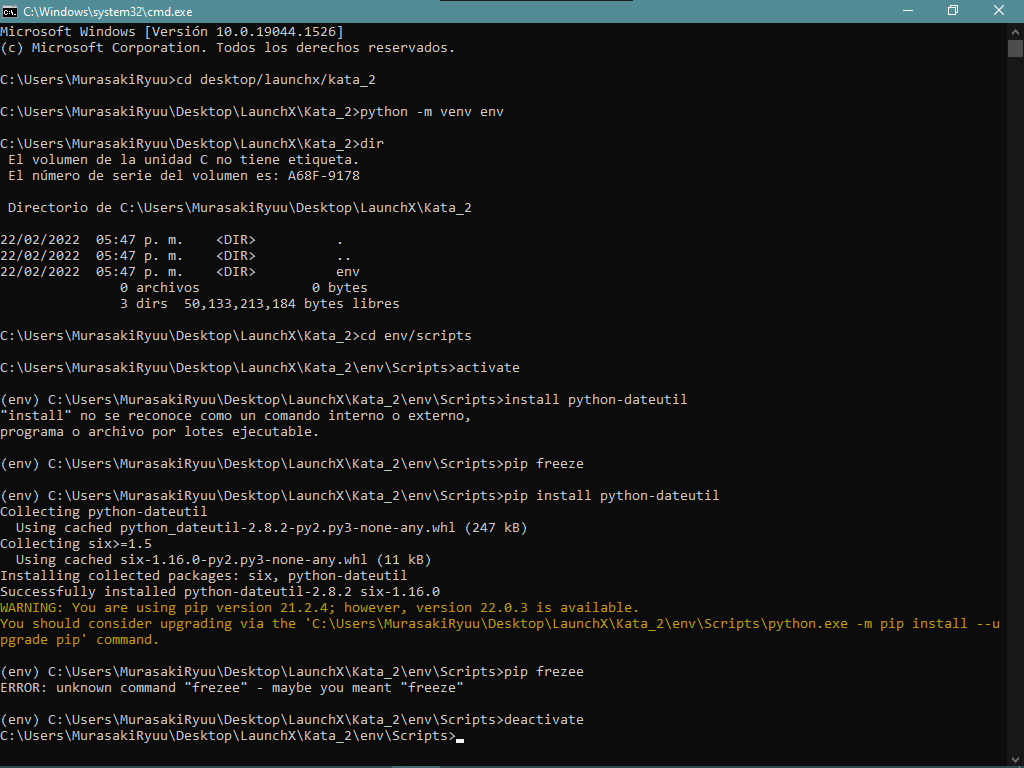 C:\Windows\system32\cmd.exe
Microsoft Windows [Versión 10.0.19044.1526]
(c) Microsoft Corporation. Todos los derechos reservados.
C:\Users\MurasakiRyuu>cd desktop/launchx/kata_2
C:\Users\MurasakiRyuu\Desktop\LaunchX\Kata_2>python -m venv env
C:\Users\MurasakiRyuu\Desktop\LaunchX\Kata_2>dir
 El volumen de la unidad C no tiene etiqueta.
 El número de serie del volumen es: A68F-9178
 Directorio de C:\Users\MurasakiRyuu\Desktop\LaunchX\Kata_2
22/02/2022  05:47 p. m.    <DIR>          .
22/02/2022  05:47 p. m.    <DIR>          ..
22/02/2022  05:47 p. m.    <DIR>          env
               0 archivos              0 bytes
               3 dirs  50,133,213,184 bytes libres
C:\Users\MurasakiRyuu\Desktop\LaunchX\Kata_2>cd env/scripts
C:\Users\MurasakiRyuu\Desktop\LaunchX\Kata_2\env\Scripts>activate
(env) C:\Users\MurasakiRyuu\Desktop\LaunchX\Kata_2\env\Scripts>install python-dateutil
"install" no se reconoce como un comando interno o externo,
programa o archivo por lotes ejecutable.
(env) C:\Users\MurasakiRyuu\Desktop\LaunchX\Kata_2\env\Scripts>pip freeze
(env) C:\Users\MurasakiRyuu\Desktop\LaunchX\Kata_2\env\Scripts>pip install python-dateutil
Collecting python-dateutil
  Using cached python_dateutil-2.8.2-py2.py3-none-any.whl (247 kB)
Collecting six>=1.5
  Using cached six-1.16.0-py2.py3-none-any.whl (11 kB)
Installing collected packages: six, python-dateutil
Successfully installed python-dateutil-2.8.2 six-1.16.0
WARNING: You are using pip version 21.2.4; however, version 22.0.3 is available.
You should consider upgrading via the 'C:\Users\MurasakiRyuu\Desktop\LaunchX\Kata_2\env\Scripts\python.exe -m pip install --u
pgrade pip' command.
(env) C:\Users\MurasakiRyuu\Desktop\LaunchX\Kata_2\env\Scripts>pip frezee
ERROR: unknown command "frezee" - maybe you meant "freeze"
(env) C:\Users\MurasakiRyuu\Desktop\LaunchX\Kata_2\env\Scripts>deactivate
C:\Users\MurasakiRyuu\Desktop\LaunchX\Kata_2\env\Scripts>